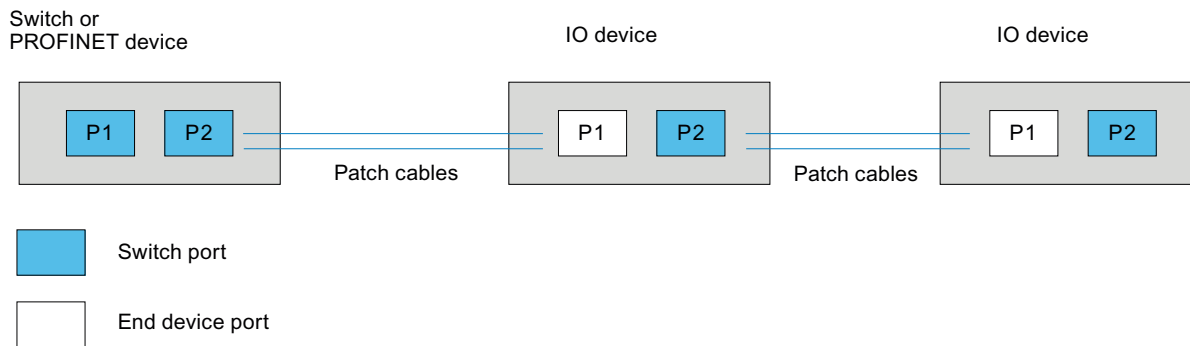 Switch or
PROFINET device
IO device
IO device
P1
P2
P1
P2
P1
P2
Patch cables
Patch cables
Switch port
End device port